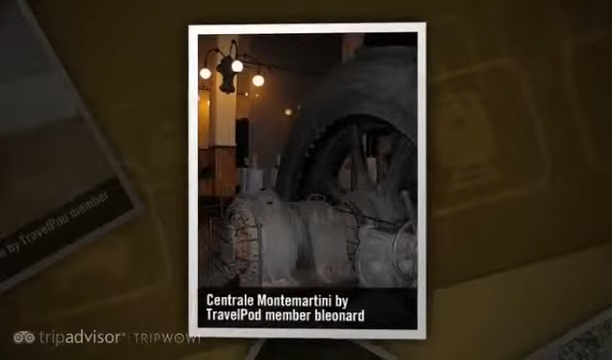 n by TravelPod member
Centrale Montemartini by
TravelPod member bleonard
tripadvisor | TRIPWOW!